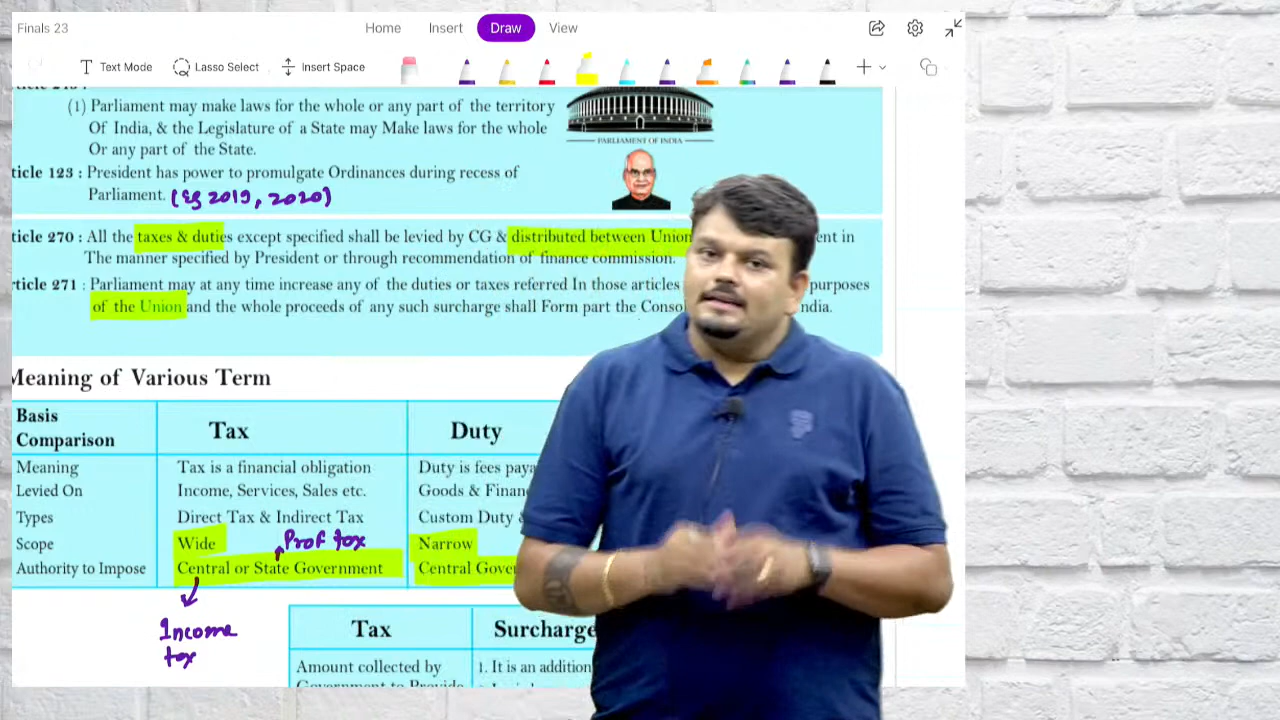 Finals 23
Home Insert Draw View
Text Mode Lasso Select Insert Space
(1) Parliament may make laws for the whole or any part of the territory
Of India, & the Legislature of a State may Make laws for the whole
Or any part of the State.
PARLIAMENT OF INDIA
ticle 123 : President has power to promulgate Ordinances during recess of
Parliament. (Eg 2019, 2020)
ticle 270 : All the taxes & duties except specified shall be levied by CG & distributed between Union ent in
The manner specified by President or through recommendation of finance commission.
rticle 271 : Parliament may at any time increase any of the duties or taxes referred In those articles purposes
of the Union and the whole proceeds of any such surcharge shall Form part the Conso ndia.
Meaning of Various Term
Basis Comparison Tax Duty
Meaning Tax is a financial obligation Duty is fees paya
Levied On Income, Services, Sales etc. Goods & Finan
Types Direct Tax & Indirect Tax Custom Duty
Scope Wide Prof tax Narrow
Authority to Impose Central or State Government Central Gove
Income
tax
Tax Surcharge
Amount collected by 1. It is an addition
Government to Provide